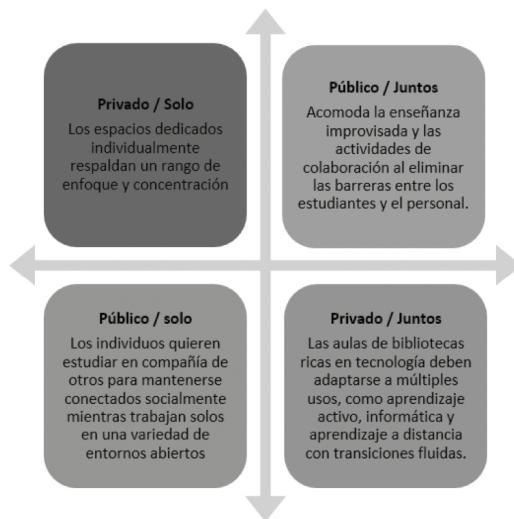 Privado / Solo
Los espacios dedicados
individualmente
respaldan un rango de
enfoque y concentración
Público / Juntos
Acomoda la enseñanza
improvisada y las
actividades de
colaboración al eliminar
las barreras entre los
estudiantes y el personal.
Público / solo
Los individuos quieren
estudiar en compañía de
otros para mantenerse
conectados socialmente
mientras trabajan solos
en una variedad de
entornos abiertos
Privado / Juntos
Las aulas de bibliotecas
ricas en tecnología deben
adaptarse a múltiples
usos, como aprendizaje
activo, informática y
aprendizaje a distancia
con transiciones fluidas.